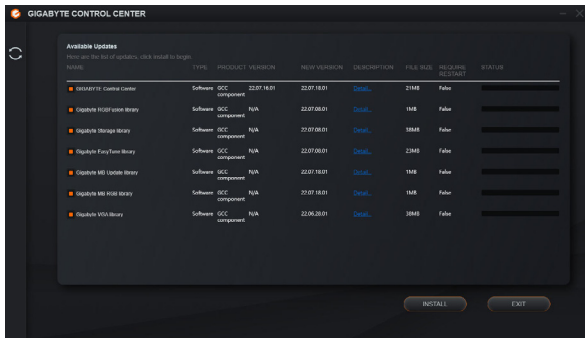 GIGABYTE CONTROL CENTER
Available Updates
Here are the list of updates, click install to begin.
NAME TYPE PRODUCT VERSION NEW VERSION DESCRIPTION FILE SIZE REQUIRE RESTART STATUS
GIGABYTE Control Center Software GCC component 22.07.16.01 22.07.18.01 Detail... 21MB False
Gigabyte RGBFusion library Software GCC component N/A 22.07.08.01 Detail... 1MB False
Gigabyte Storage library Software GCC component N/A 22.07.08.01 Detail... 38MB False
Gigabyte EasyTune library Software GCC component N/A 22.07.08.01 Detail... 23MB False
Gigabyte MB Update library Software GCC component N/A 22.07.18.01 Detail... 1MB False
Gigabyte MB RGB library Software GCC component N/A 22.07.18.01 Detail... 1MB False
Gigabyte VGA library Software GCC component N/A 22.06.28.01 Detail... 38MB False
INSTALL EXIT